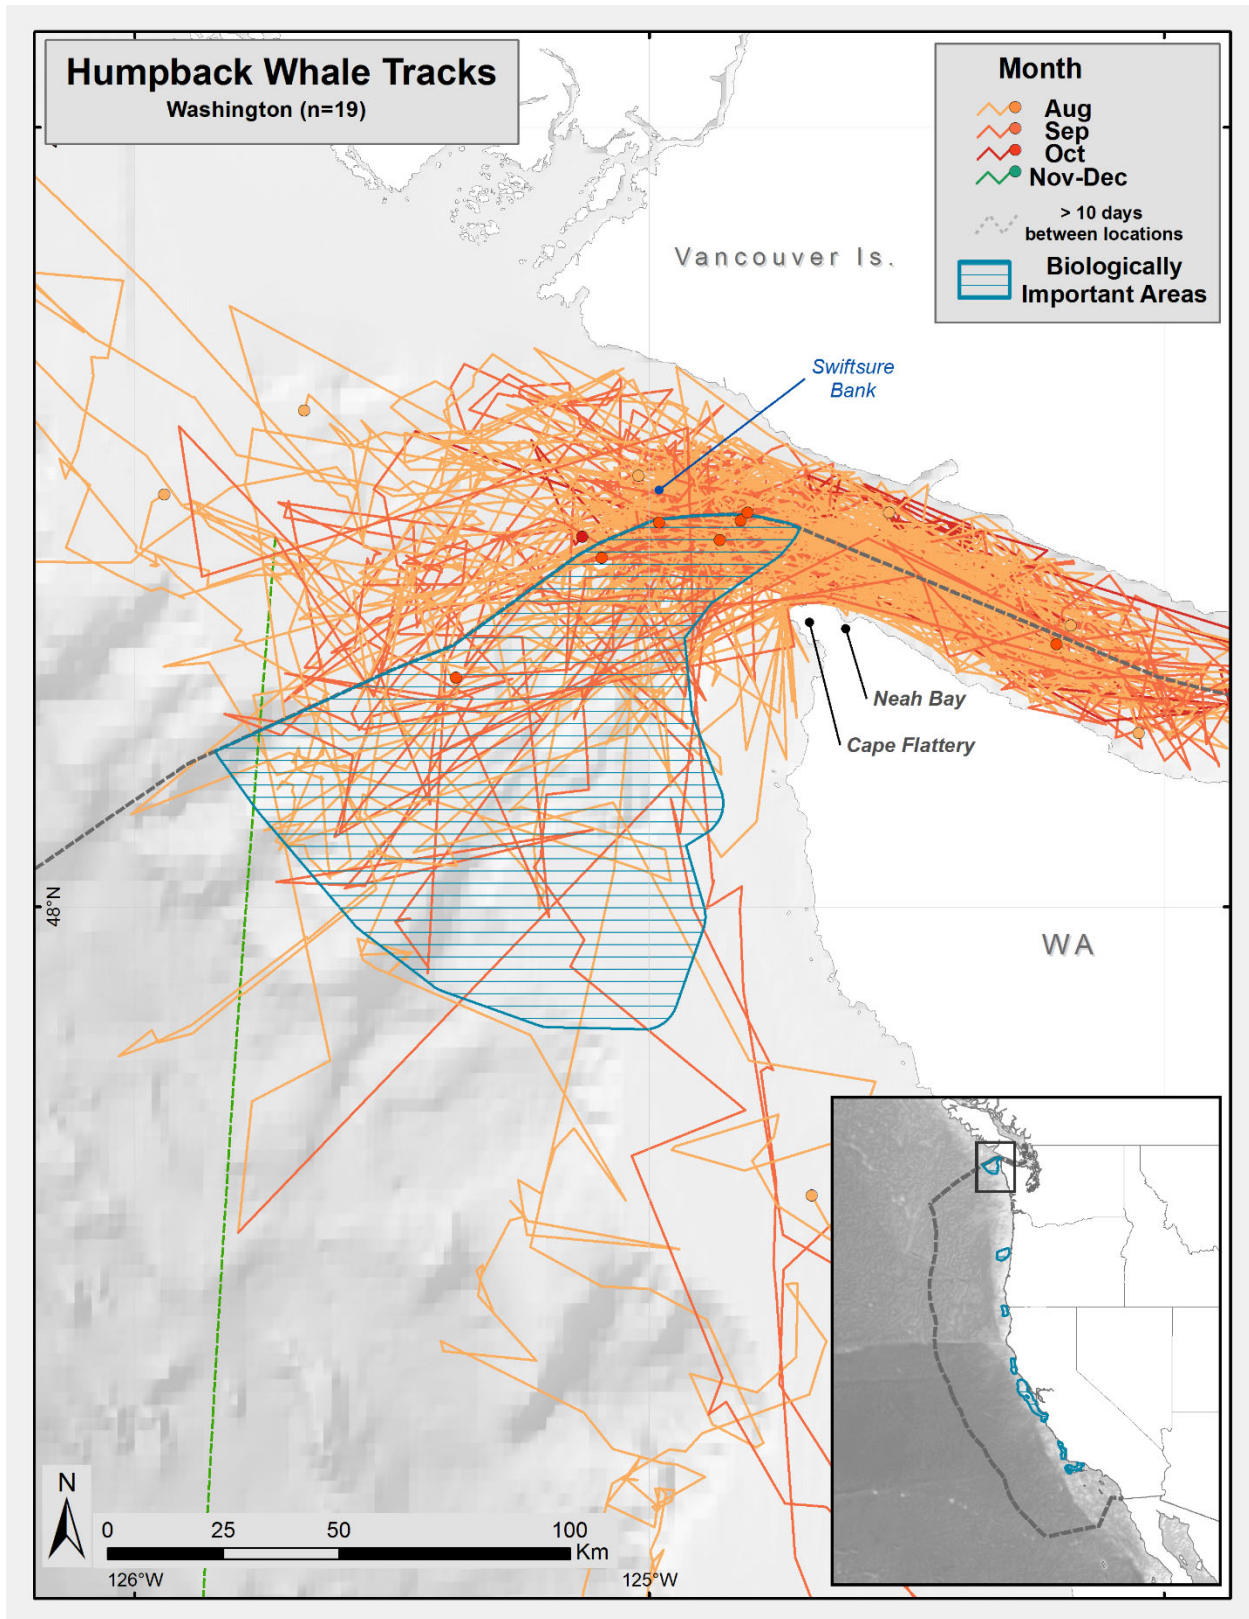 Humpback Whale Tracks
Washington (n=19)
Month
Aug
Sep
Oct
Nov-Dec
> 10 days
between locations
Biologically
Important Areas
Vancouver Is.
Swiftsure
Bank
Neah Bay
Cape Flattery
48°N
WA
N
0 25 50 100
Km
126°W 125°W